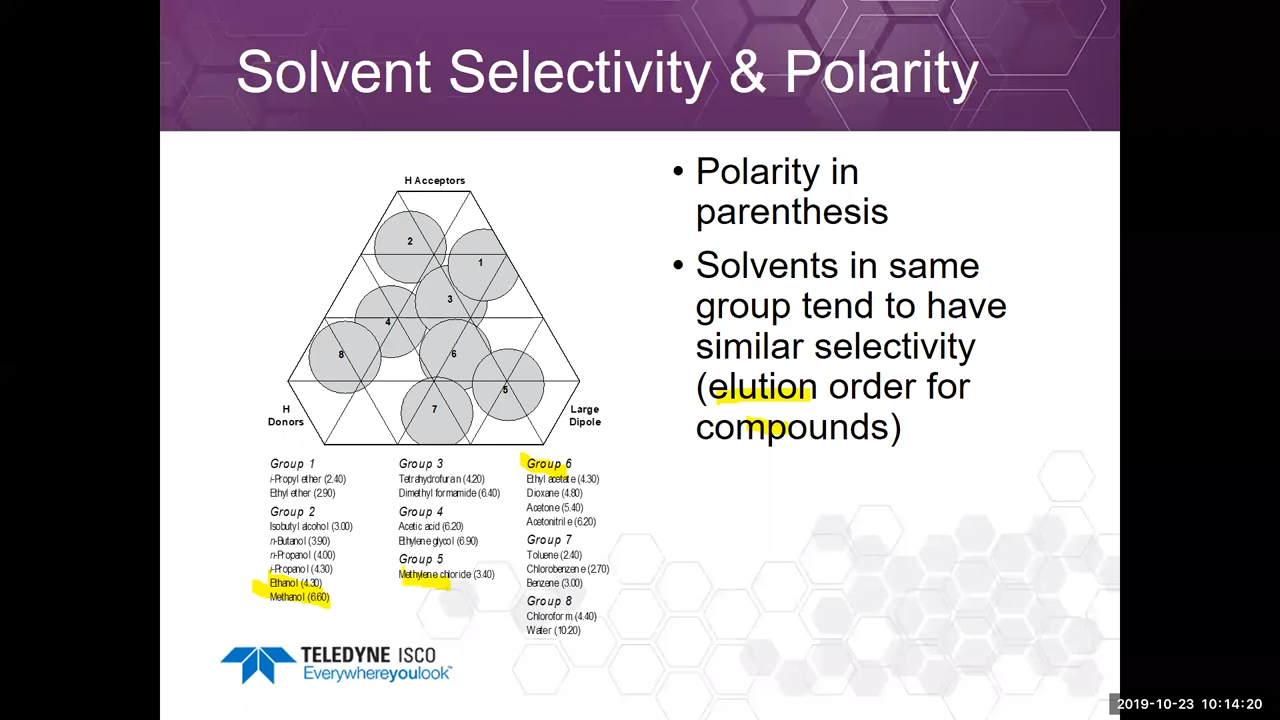 Solvent Selectivity & Polarity
H Acceptors
2
1
3
4
8
6
5
7
H
Donors
Large
Dipole
Group 1
i-Propyl ether (2.40)
Ethyl ether (2.90)
Group 2
Isobutyl alcohol (3.00)
n-Butanol (3.90)
n-Propanol (4.00)
i-Propanol (4.30)
Ethanol (4.30)
Methanol (6.60)
Group 3
Tetrahydrofuran (4.20)
Dimethyl formamide (6.40)
Group 4
Acetic acid (6.20)
Ethylene glycol (6.90)
Group 5
Methylene chloride (3.40)
Group 6
Ethyl acetate (4.30)
Dioxane (4.80)
Acetone (5.40)
Acetonitrile (6.20)
Group 7
Toluene (2.40)
Chlorobenzene (2.70)
Benzene (3.00)
Group 8
Chloroform (4.40)
Water (10.20)
• Polarity in
parenthesis
• Solvents in same
group tend to have
similar selectivity
(elution order for
compounds)
TELEDYNE ISCO
Everywhereyoulook™
2019-10-23 10:14:20